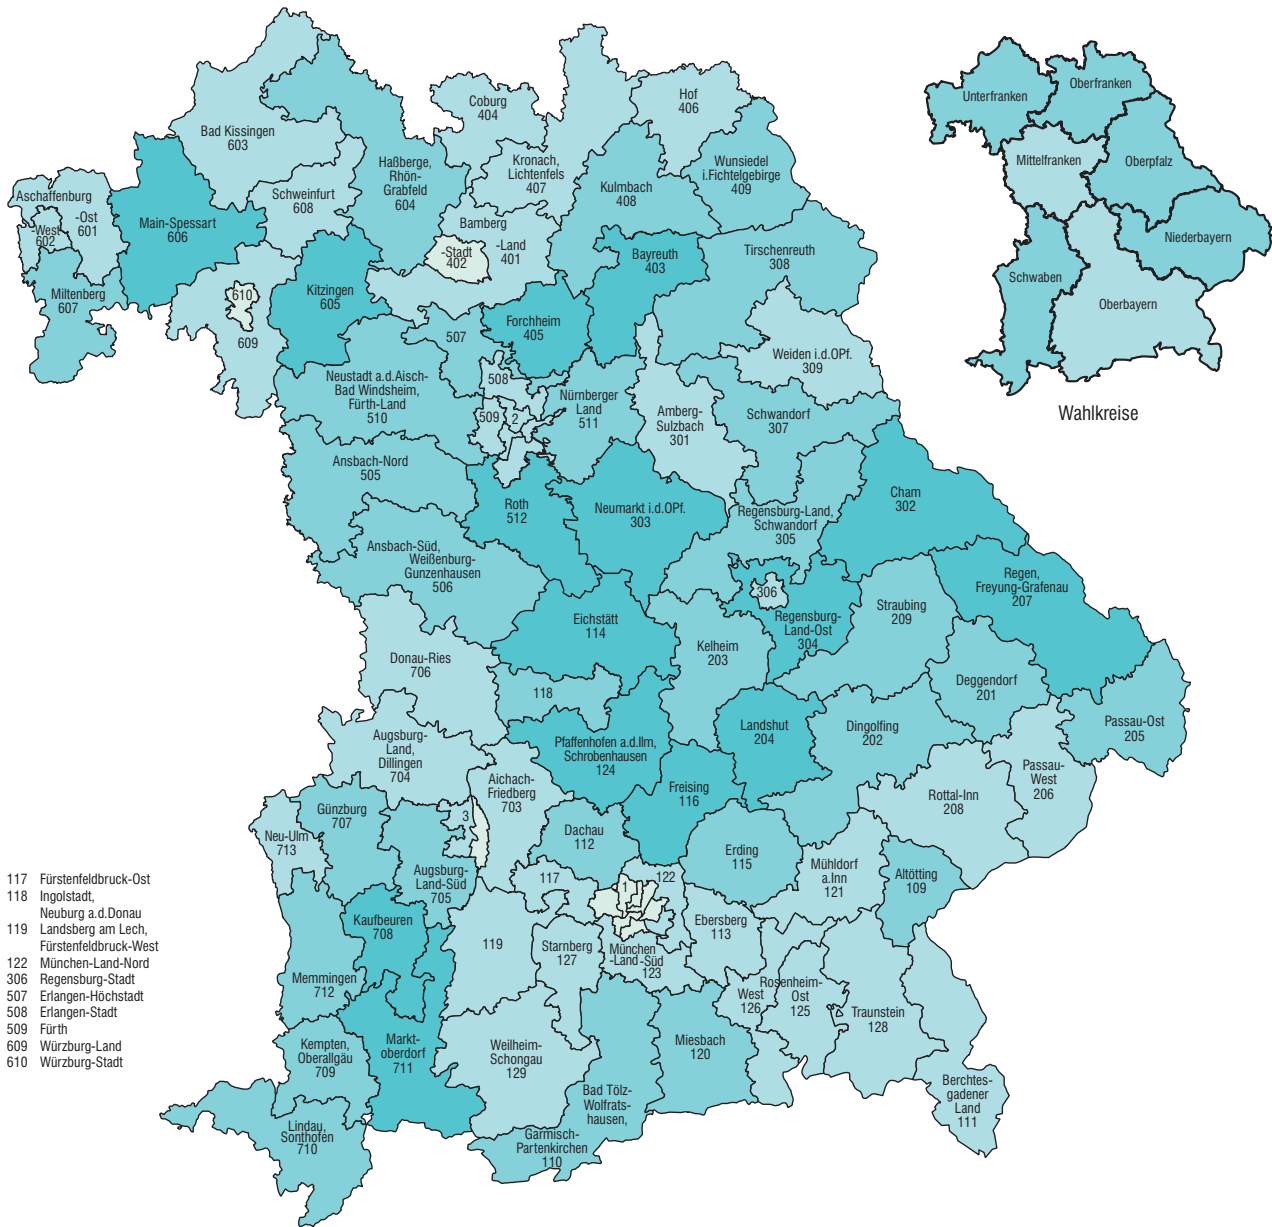 Coburg
404
Hof
406
Bad Kissingen
603
Haßberge,
Rhön-
Grabfeld
604
Kronach,
Lichtenfels
407
Wunsiedel
i.Fichtelgebirge
409
Kulmbach
408
Aschaffenburg
-Ost
601
-West
602
Schweinfurt
608
Main-Spessart
606
Bamberg
-Land
401
-Stadt
402
Bayreuth
403
Tirschenreuth
308
Miltenberg
607
610
609
Kitzingen
605
Forchheim
405
507
508
509
2
Neustadt a.d.Aisch-
Bad Windsheim,
Fürth-Land
510
Nürnberger
Land
511
Weiden i.d.OPf.
309
Amberg-
Sulzbach
301
Schwandorf
307
Ansbach-Nord
505
Roth
512
Neumarkt i.d.OPf.
303
Regensburg-Land,
Schwandorf
305
Cham
302
Ansbach-Süd,
Weißenburg-
Gunzenhausen
506
306
Regensburg-
Land-Ost
304
Straubing
209
Regen,
Freyung-Grafenau
207
Eichstätt
114
Kelheim
203
Donau-Ries
706
118
Deggendorf
201
Passau-Ost
205
Landshut
204
Dingolfing
202
Augsburg-
Land,
Dillingen
704
Pfaffenhofen a.d.Ilm,
Schrobenhausen
124
Passau-
West
206
Aichach-
Friedberg
703
Freising
116
Rottal-Inn
208
Günzburg
707
3
Neu-Ulm
713
Dachau
112
Erding
115
Mühldorf
a.Inn
121
Altötting
109
Augsburg-
Land-Süd
705
117
1
122
Kaufbeuren
708
Ebersberg
113
119
Starnberg
127
München
-Land-Süd
123
Memmingen
712
West
126
Rosenheim-
Ost
125
Traunstein
128
Kempten,
Oberallgäu
709
Markt-
oberdorf
711
Weilheim-
Schongau
129
Miesbach
120
Bad Tölz-
Wolfrats-
hausen,
Garmisch-
Partenkirchen
110
Berchtes-
gadener
Land
111
Lindau,
Sonthofen
710
Unterfranken
Oberfranken
Mittelfranken
Oberpfalz
Niederbayern
Schwaben
Oberbayern
Wahlkreise
117 Fürstenfeldbruck-Ost
118 Ingolstadt,
Neuburg a.d.Donau
119 Landsberg am Lech,
Fürstenfeldbruck-West
122 München-Land-Nord
306 Regensburg-Stadt
507 Erlangen-Höchstadt
508 Erlangen-Stadt
509 Fürth
609 Würzburg-Land
610 Würzburg-Stadt